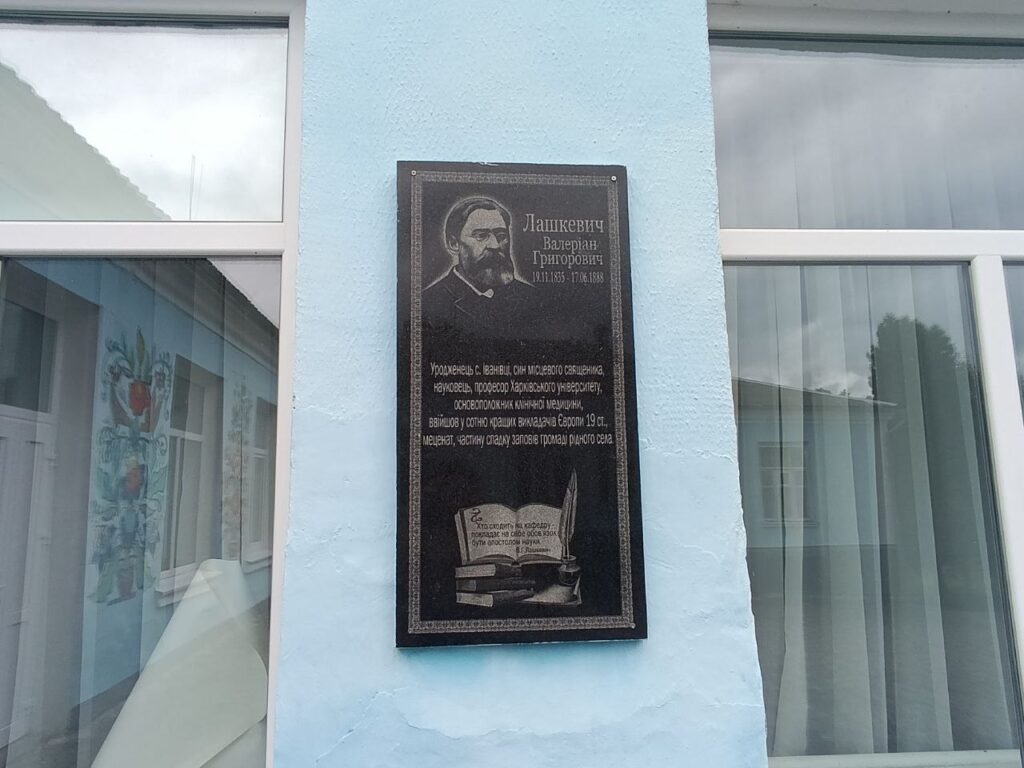 Лашкевич
Валеріан
Григорович
19.11.1835 - 17.06.1888
Уродженець с. Іванівці, син місцевого священика,
науковець, професор Харківського університету,
основоположник клінічної медицини,
ввійшов у сотню кращих викладачів Європи 19 ст.,
меценат, частину спадку заповів громаді рідного села.
Хто сходить на кафедру -
покладає на своє обов'язок
бути апостолом науки.
В.Г.Лашкевич